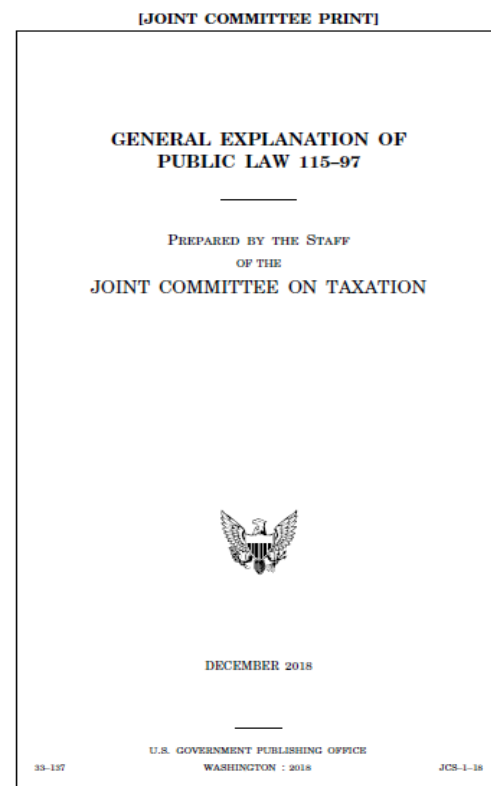 [JOINT COMMITTEE PRINT]
GENERAL EXPLANATION OF
PUBLIC LAW 115–97
PREPARED BY THE STAFF
OF THE
JOINT COMMITTEE ON TAXATION
DECEMBER 2018
U.S. GOVERNMENT PUBLISHING OFFICE
33–137 WASHINGTON : 2018 JCS–1–18